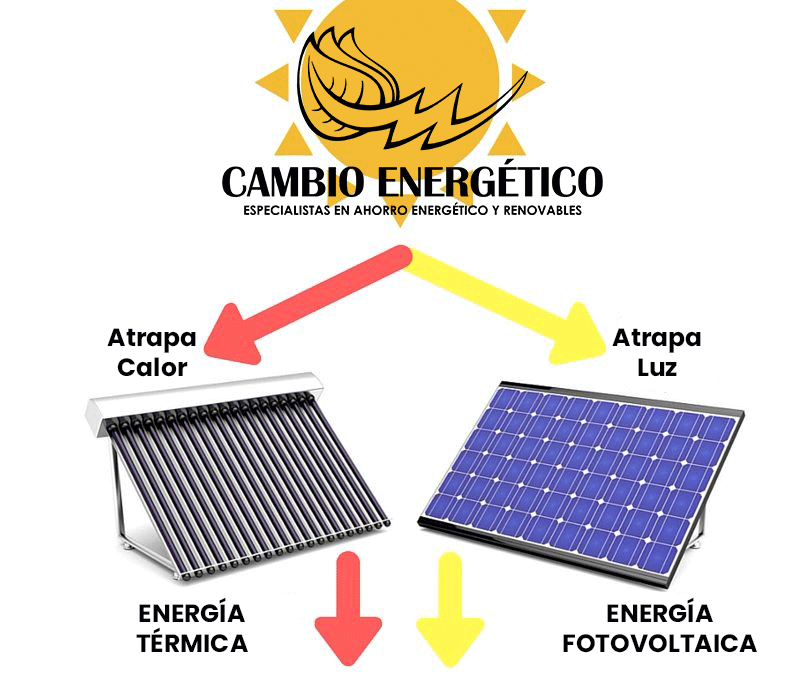 CAMBIO ENERGÉTICO
ESPECIALISTAS EN AHORRO ENERGÉTICO Y RENOVABLES
Atrapa
Calor
Atrapa
Luz
ENERGÍA
TÉRMICA
ENERGÍA
FOTOVOLTAICA